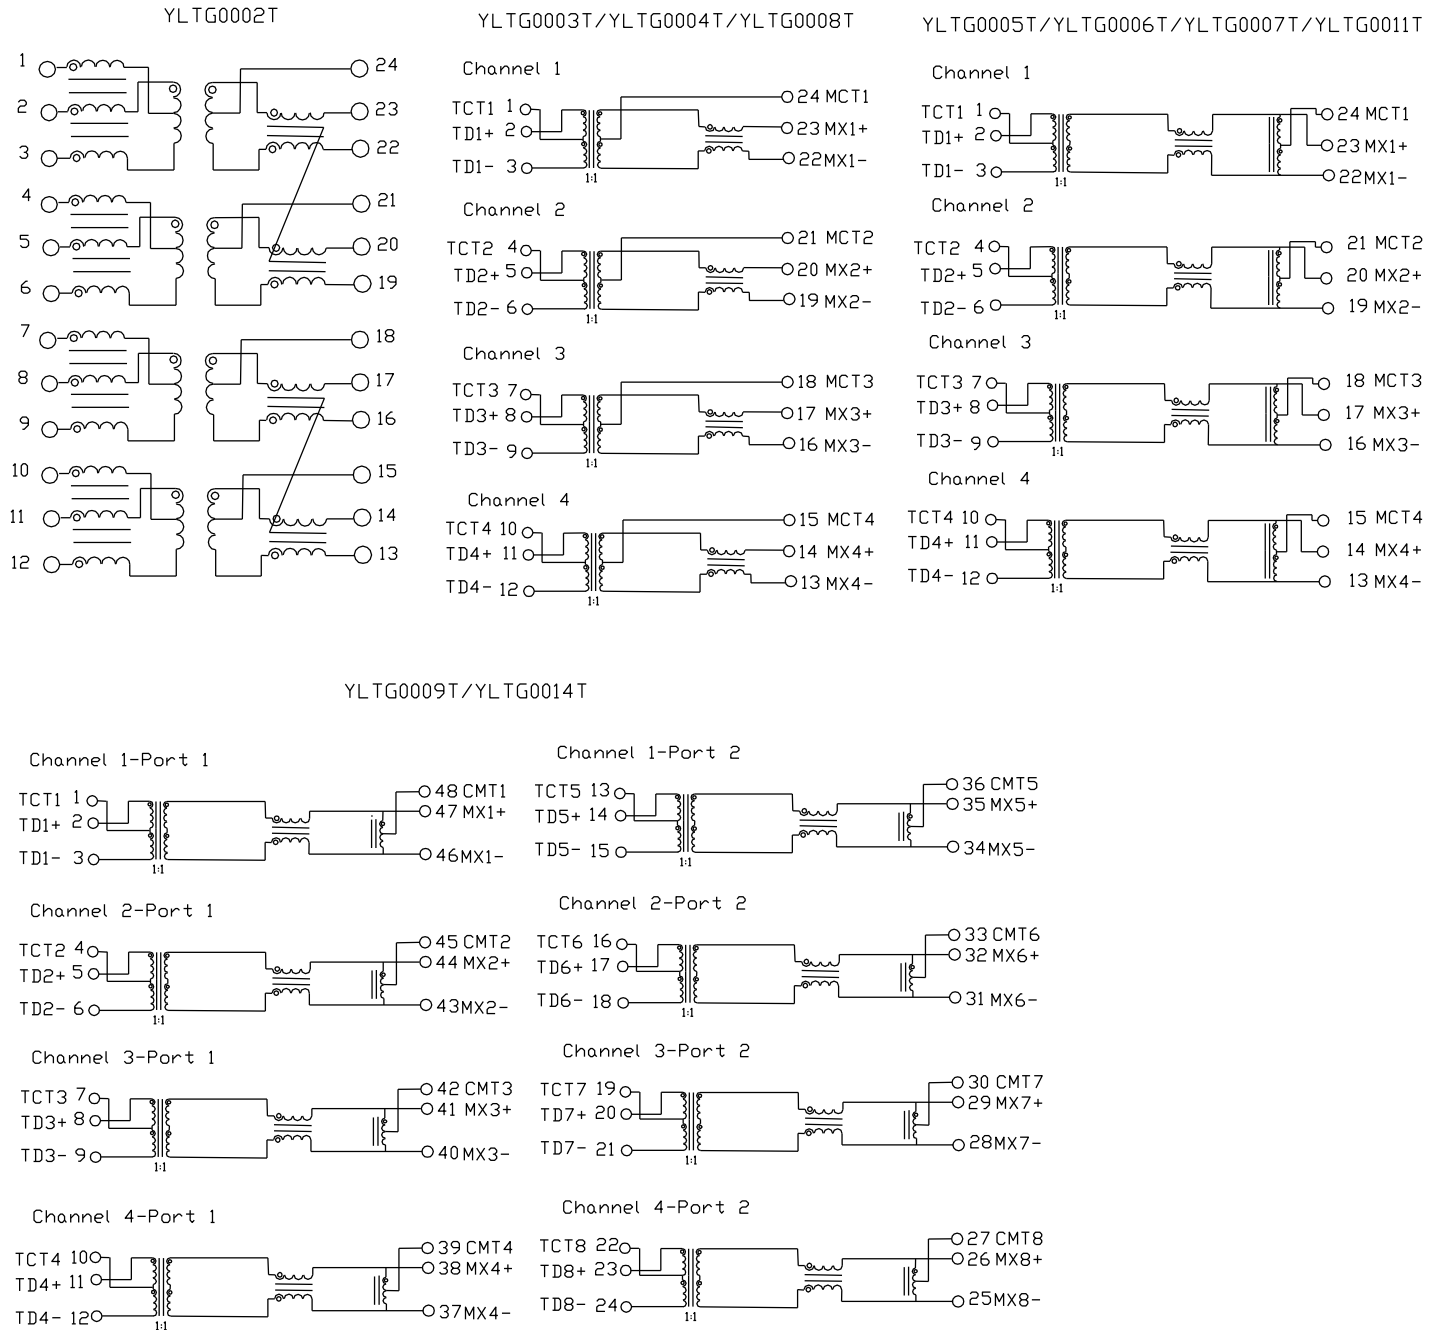 YLTG0002T
1
24
2
23
3
22
4
21
5
20
6
19
7
18
8
17
9
16
10
15
11
14
12
13
YLTG0003T/YLTG0004T/YLTG0008T
Channel 1
TCT1 1
24 MCT1
TD1+ 2
23 MX1+
TD1- 3
22MX1-
1:1
Channel 2
TCT2 4
21 MCT2
TD2+ 5
20 MX2+
TD2- 6
19 MX2-
1:1
Channel 3
TCT3 7
18 MCT3
TD3+ 8
17 MX3+
TD3- 9
16 MX3-
1:1
Channel 4
TCT4 10
15 MCT4
TD4+ 11
14 MX4+
TD4- 12
13 MX4-
1:1
YLTG0005T/YLTG0006T/YLTG0007T/YLTG0011T
Channel 1
TCT1 1
24 MCT1
TD1+ 2
23 MX1+
TD1- 3
22MX1-
1:1
Channel 2
TCT2 4
21 MCT2
TD2+ 5
20 MX2+
TD2- 6
19 MX2-
1:1
Channel 3
TCT3 7
18 MCT3
TD3+ 8
17 MX3+
TD3- 9
16 MX3-
1:1
Channel 4
TCT4 10
15 MCT4
TD4+ 11
14 MX4+
TD4- 12
13 MX4-
1:1
YLTG0009T/YLTG0014T
Channel 1-Port 1
TCT1 1
48 CMT1
TD1+ 2
47 MX1+
TD1- 3
46MX1-
1:1
Channel 2-Port 1
TCT2 4
45 CMT2
TD2+ 5
44 MX2+
TD2- 6
43MX2-
1:1
Channel 3-Port 1
TCT3 7
42 CMT3
TD3+ 8
41 MX3+
TD3- 9
40MX3-
1:1
Channel 4-Port 1
TCT4 10
39 CMT4
TD4+ 11
38 MX4+
TD4- 12
37MX4-
1:1
Channel 1-Port 2
TCT5 13
36 CMT5
TD5+ 14
35 MX5+
TD5- 15
34MX5-
1:1
Channel 2-Port 2
TCT6 16
33 CMT6
TD6+ 17
32 MX6+
TD6- 18
31 MX6-
1:1
Channel 3-Port 2
TCT7 19
30 CMT7
TD7+ 20
29 MX7+
TD7- 21
28MX7-
1:1
Channel 4-Port 2
TCT8 22
27 CMT8
TD8+ 23
26 MX8+
TD8- 24
25MX8-
1:1